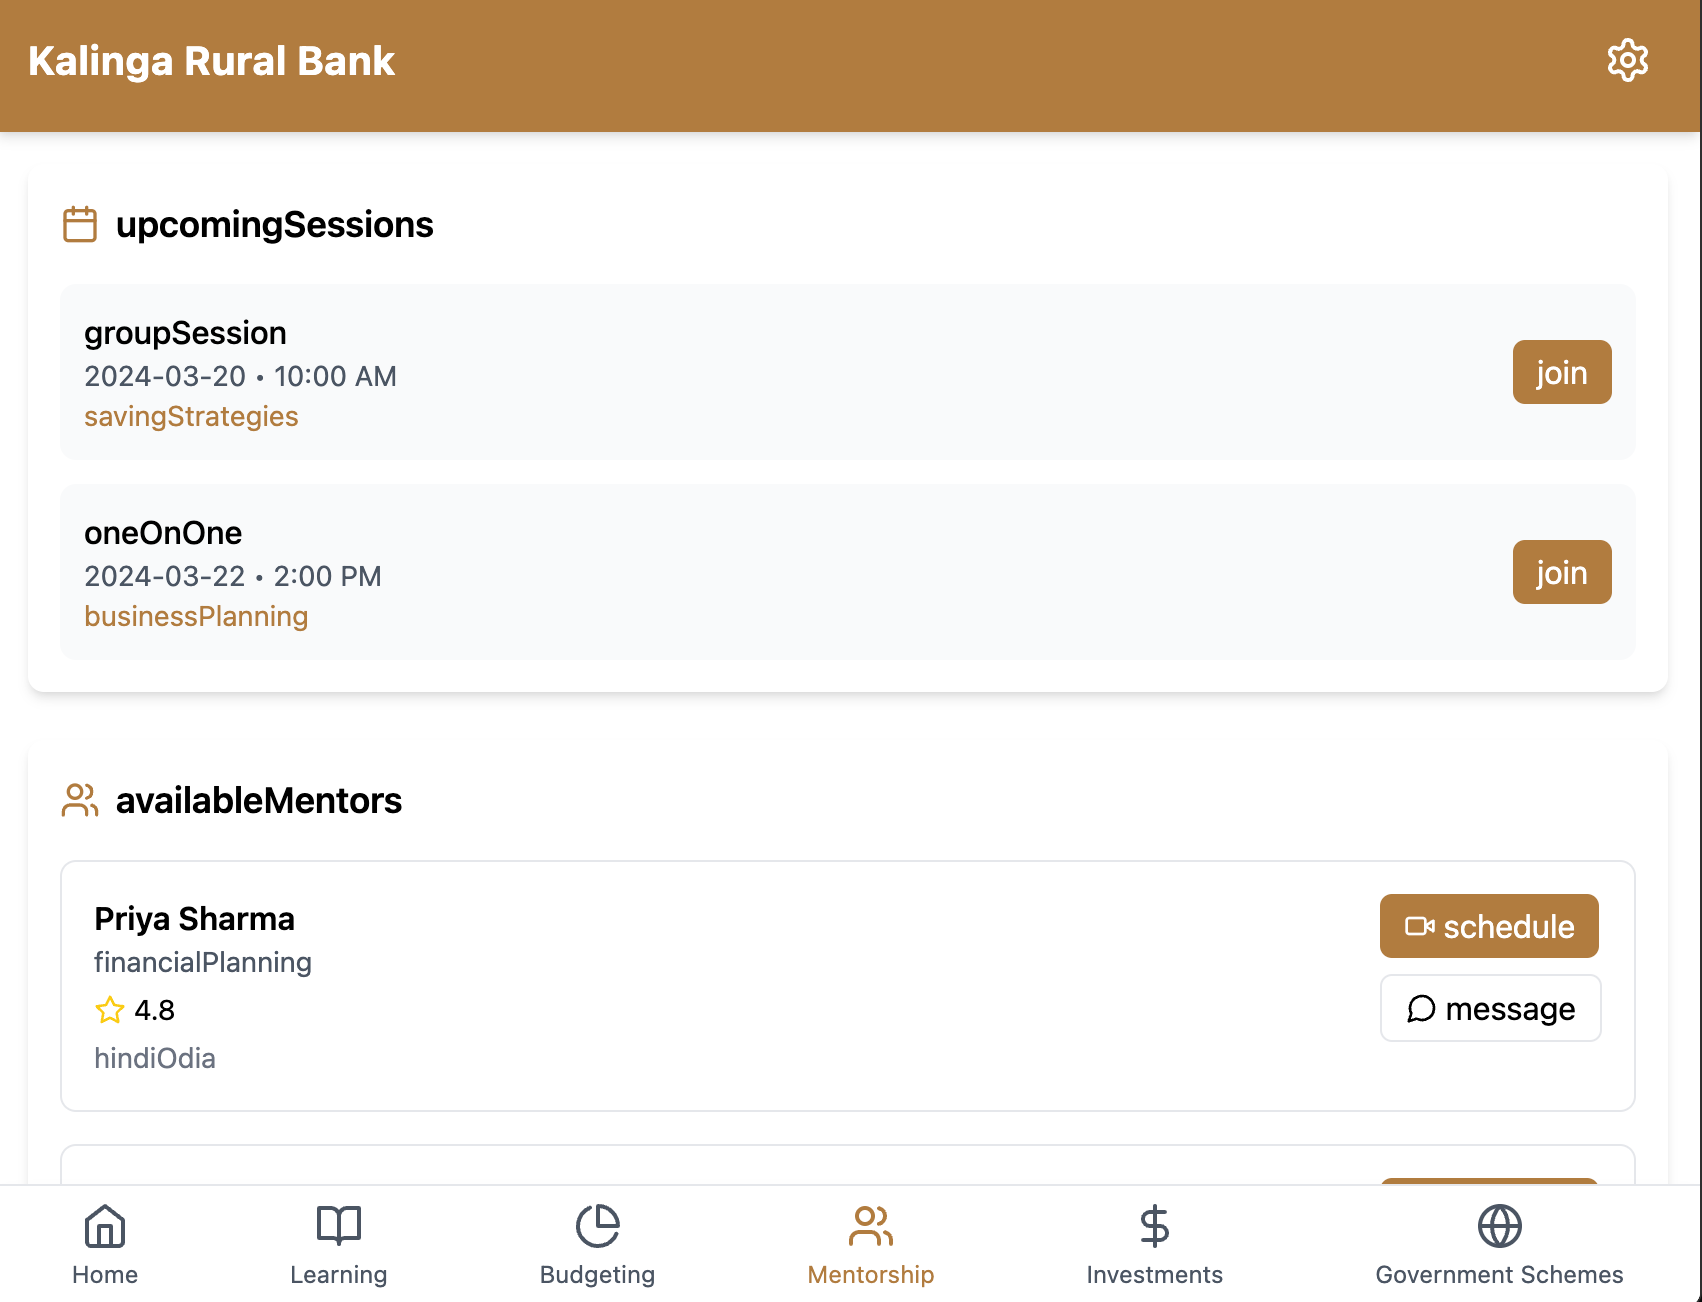 Kalinga Rural Bank
upcomingSessions
groupSession
2024-03-20 • 10:00 AM
savingStrategies
join
oneOnOne
2024-03-22 • 2:00 PM
businessPlanning
join
availableMentors
Priya Sharma
financialPlanning
4.8
hindiOdia
schedule
message
Home
Learning
Budgeting
Mentorship
Investments
Government Schemes